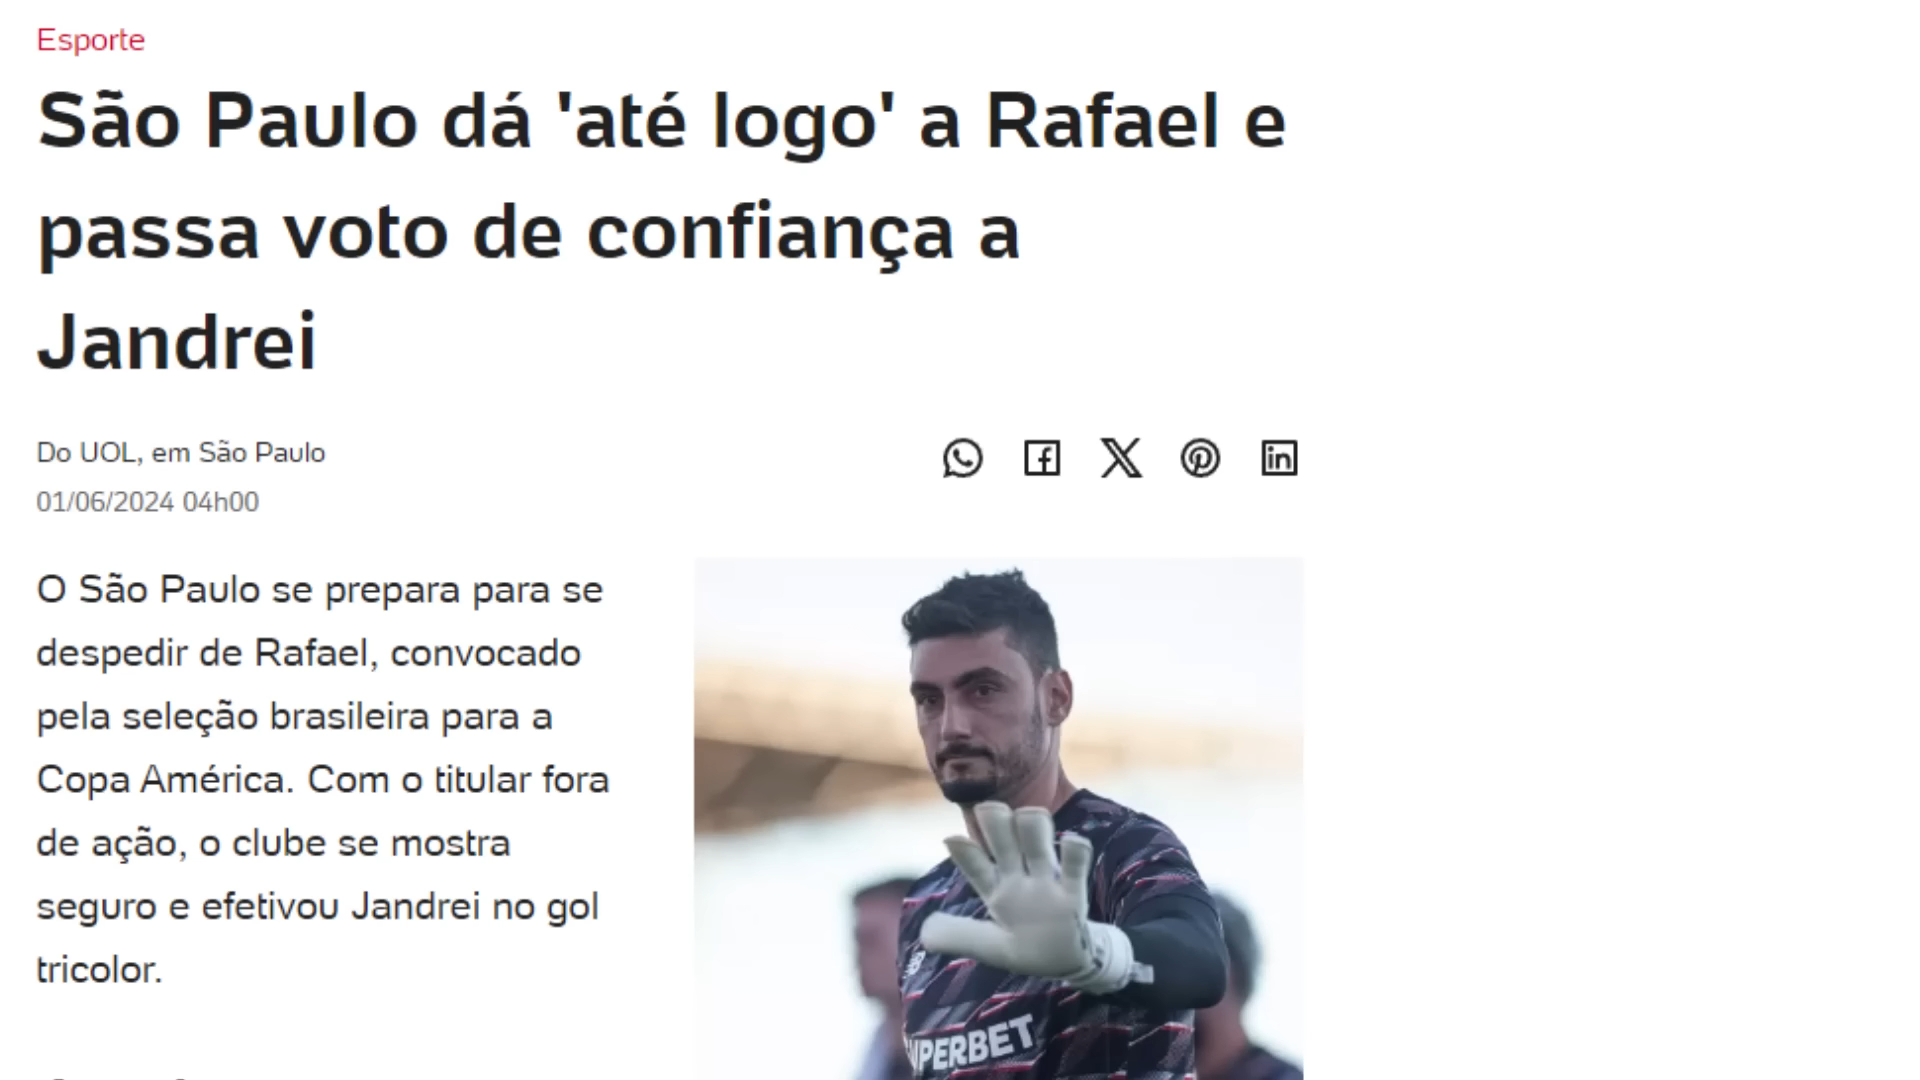 Esporte
São Paulo dá 'até logo' a Rafael e
passa voto de confiança a
Jandrei
Do UOL, em São Paulo
01/06/2024 04h00
O São Paulo se prepara para se
despedir de Rafael, convocado
pela seleção brasileira para a
Copa América. Com o titular fora
de ação, o clube se mostra
seguro e efetivou Jandrei no gol
tricolor.